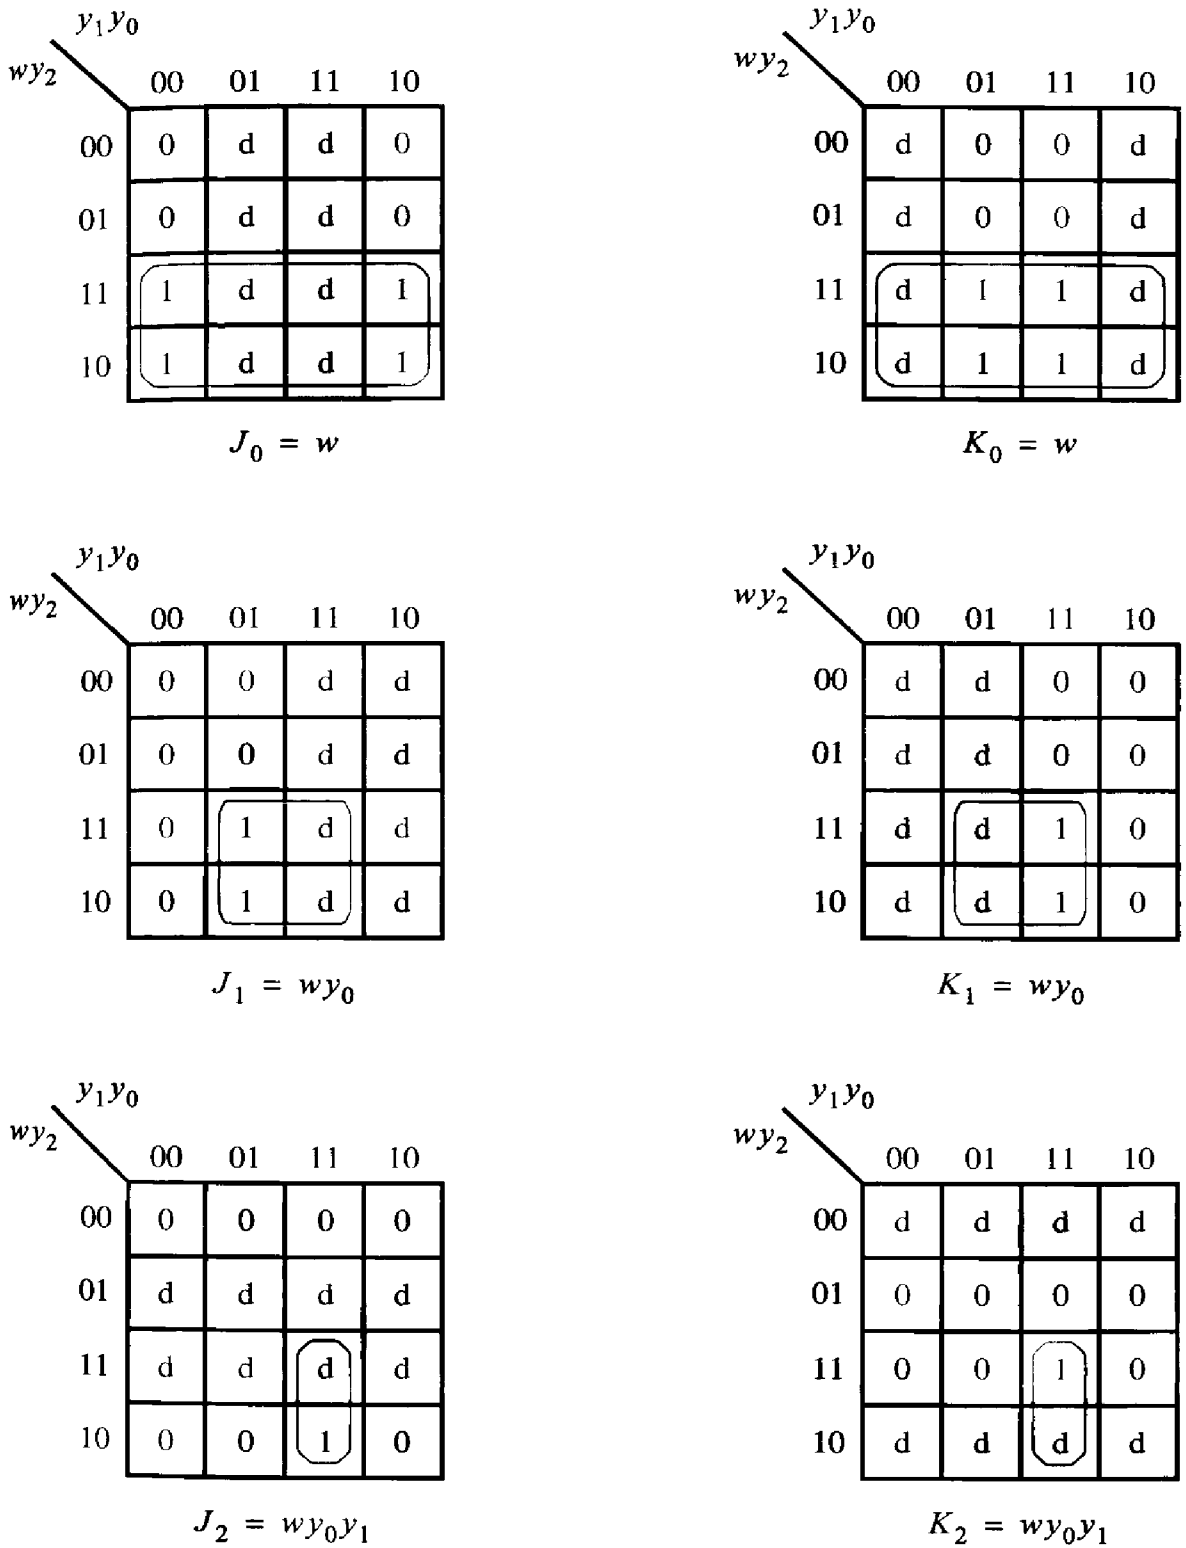 y₁y₀ y₁y₀
wy₂ wy₂
00 01 11 10 00 01 11 10
00 0 d d 0 00 d 0 0 d
01 0 d d 0 01 d 0 0 d
11 1 d d 1 11 d 1 1 d
10 1 d d 1 10 d 1 1 d
J₀ = w K₀ = w
y₁y₀ y₁y₀
wy₂ wy₂
00 01 11 10 00 01 11 10
00 0 0 d d 00 d d 0 0
01 0 0 d d 01 d d 0 0
11 0 1 d d 11 d d 1 0
10 0 1 d d 10 d d 1 0
J₁ = wy₀ K₁ = wy₀
y₁y₀ y₁y₀
wy₂ wy₂
00 01 11 10 00 01 11 10
00 0 0 0 0 00 d d d d
01 d d d d 01 0 0 0 0
11 d d d d 11 0 0 1 0
10 0 0 1 0 10 d d d d
J₂ = wy₀y₁ K₂ = wy₀y₁